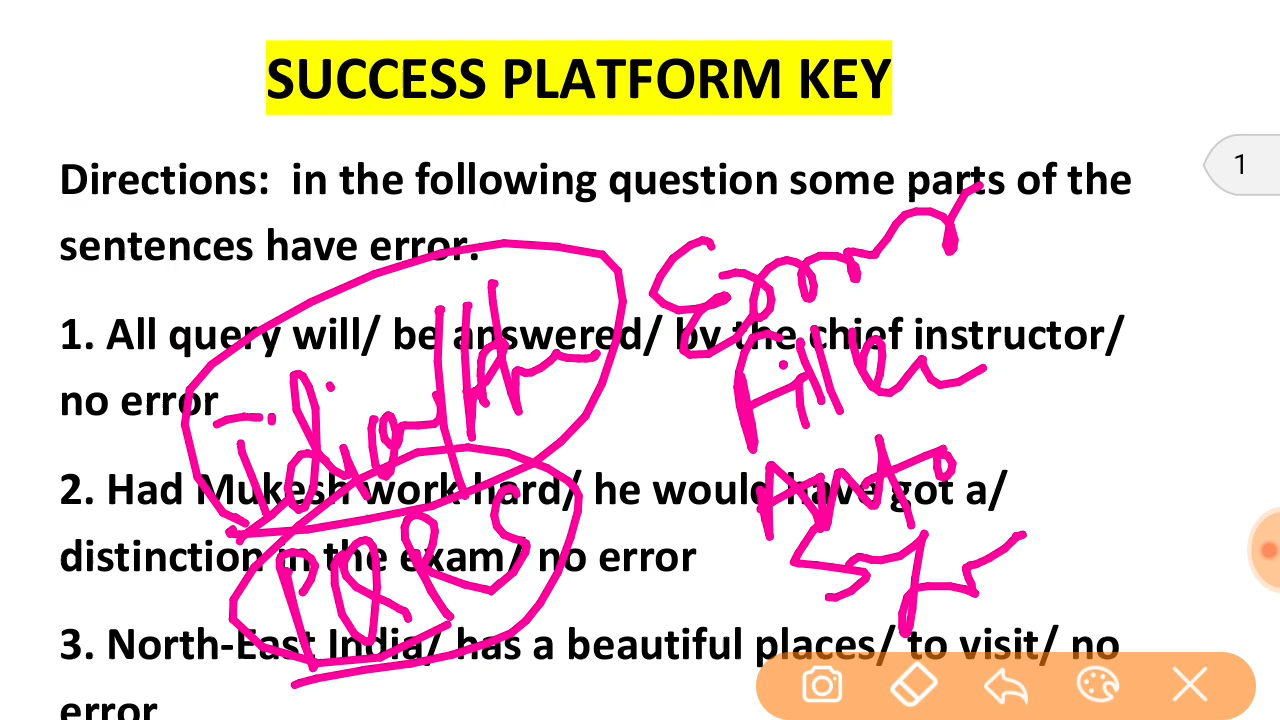 SUCCESS PLATFORM KEY
Directions: in the following question some parts of the
sentences have error.
1. All query will/ be answered/ by the chief instructor/
no error
2. Had Mukesh work hard/ he would have got a/
distinction in the exam/ no error
3. North-East India/ has a beautiful places/ to visit/ no
error
1
Error
Filler
PQRS